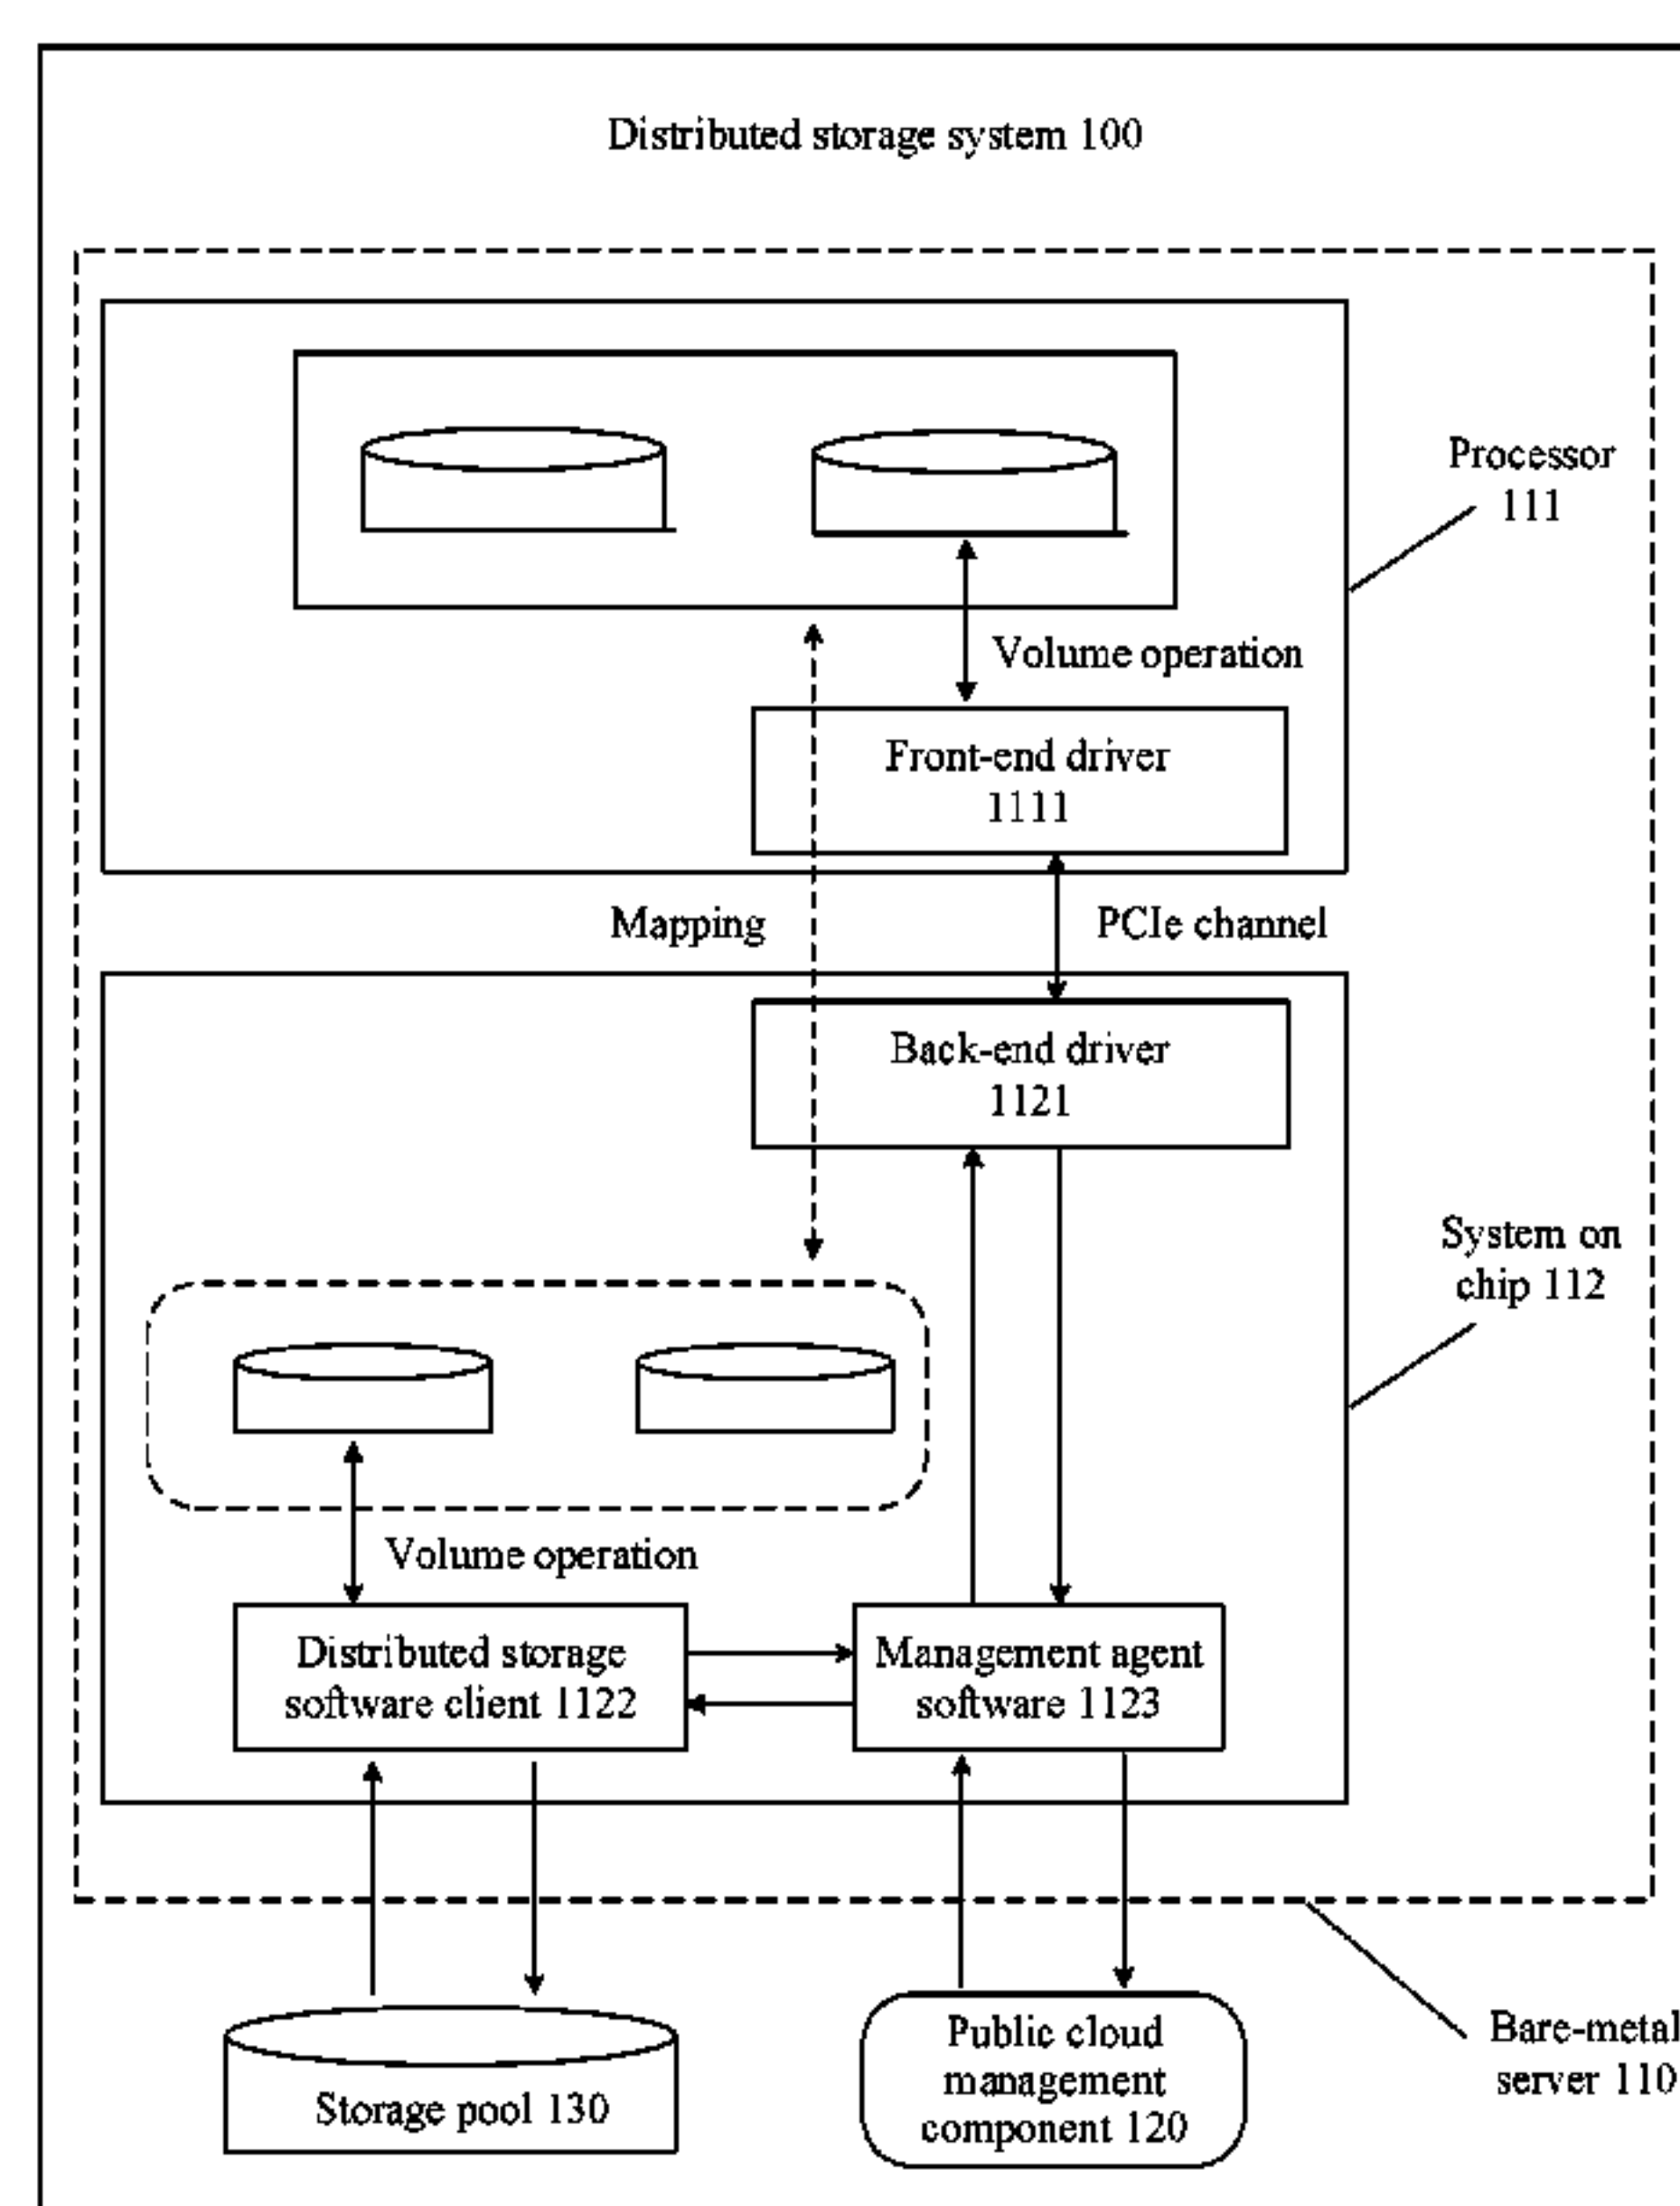 Distributed storage system 100
Processor
111
Volume operation
Front-end driver
1111
Mapping
PCIe channel
Back-end driver
1121
System on
chip 112
Volume operation
Distributed storage
software client 1122
Management agent
software 1123
Storage pool 130
Public cloud
management
component 120
Bare-metal
server 110